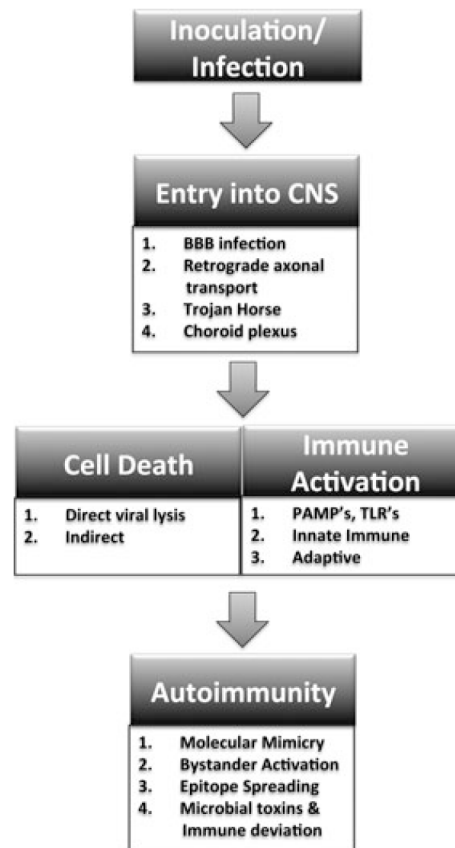 Inoculation/
Infection
Entry into CNS
1. BBB infection
2. Retrograde axonal
transport
3. Trojan Horse
4. Choroid plexus
Cell Death
1. Direct viral lysis
2. Indirect
Immune
Activation
1. PAMP's, TLR's
2. Innate Immune
3. Adaptive
Autoimmunity
1. Molecular Mimicry
2. Bystander Activation
3. Epitope Spreading
4. Microbial toxins &
Immune deviation